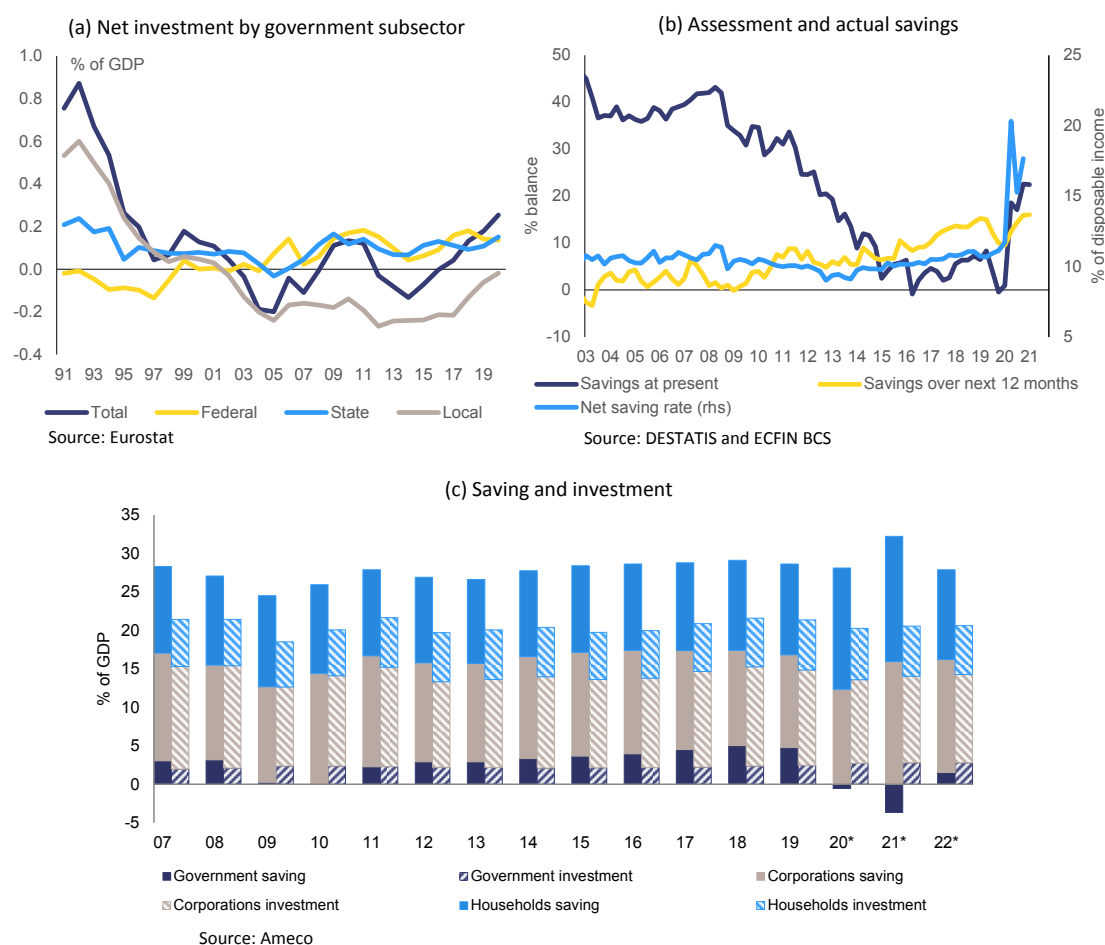 (a) Net investment by government subsector
1.0
% of GDP
0.8
0.6
0.4
0.2
0.0
-0.2
-0.4
91 93 95 97 99 01 03 05 07 09 11 13 15 17 19
Total Federal State Local
Source: Eurostat
(b) Assessment and actual savings
50
40
30
20
10
0
-10
% balance
25
20
15
10
5
% of disposable income
03 04 05 06 07 08 09 10 11 12 13 14 15 16 17 18 19 20 21
Savings at present Savings over next 12 months
Net saving rate (rhs)
Source: DESTATIS and ECFIN BCS
(c) Saving and investment
35
30
25
20
15
10
5
0
-5
% of GDP
07 08 09 10 11 12 13 14 15 16 17 18 19 20* 21* 22*
Government saving Government investment Corporations saving
Corporations investment Households saving Households investment
Source: Ameco